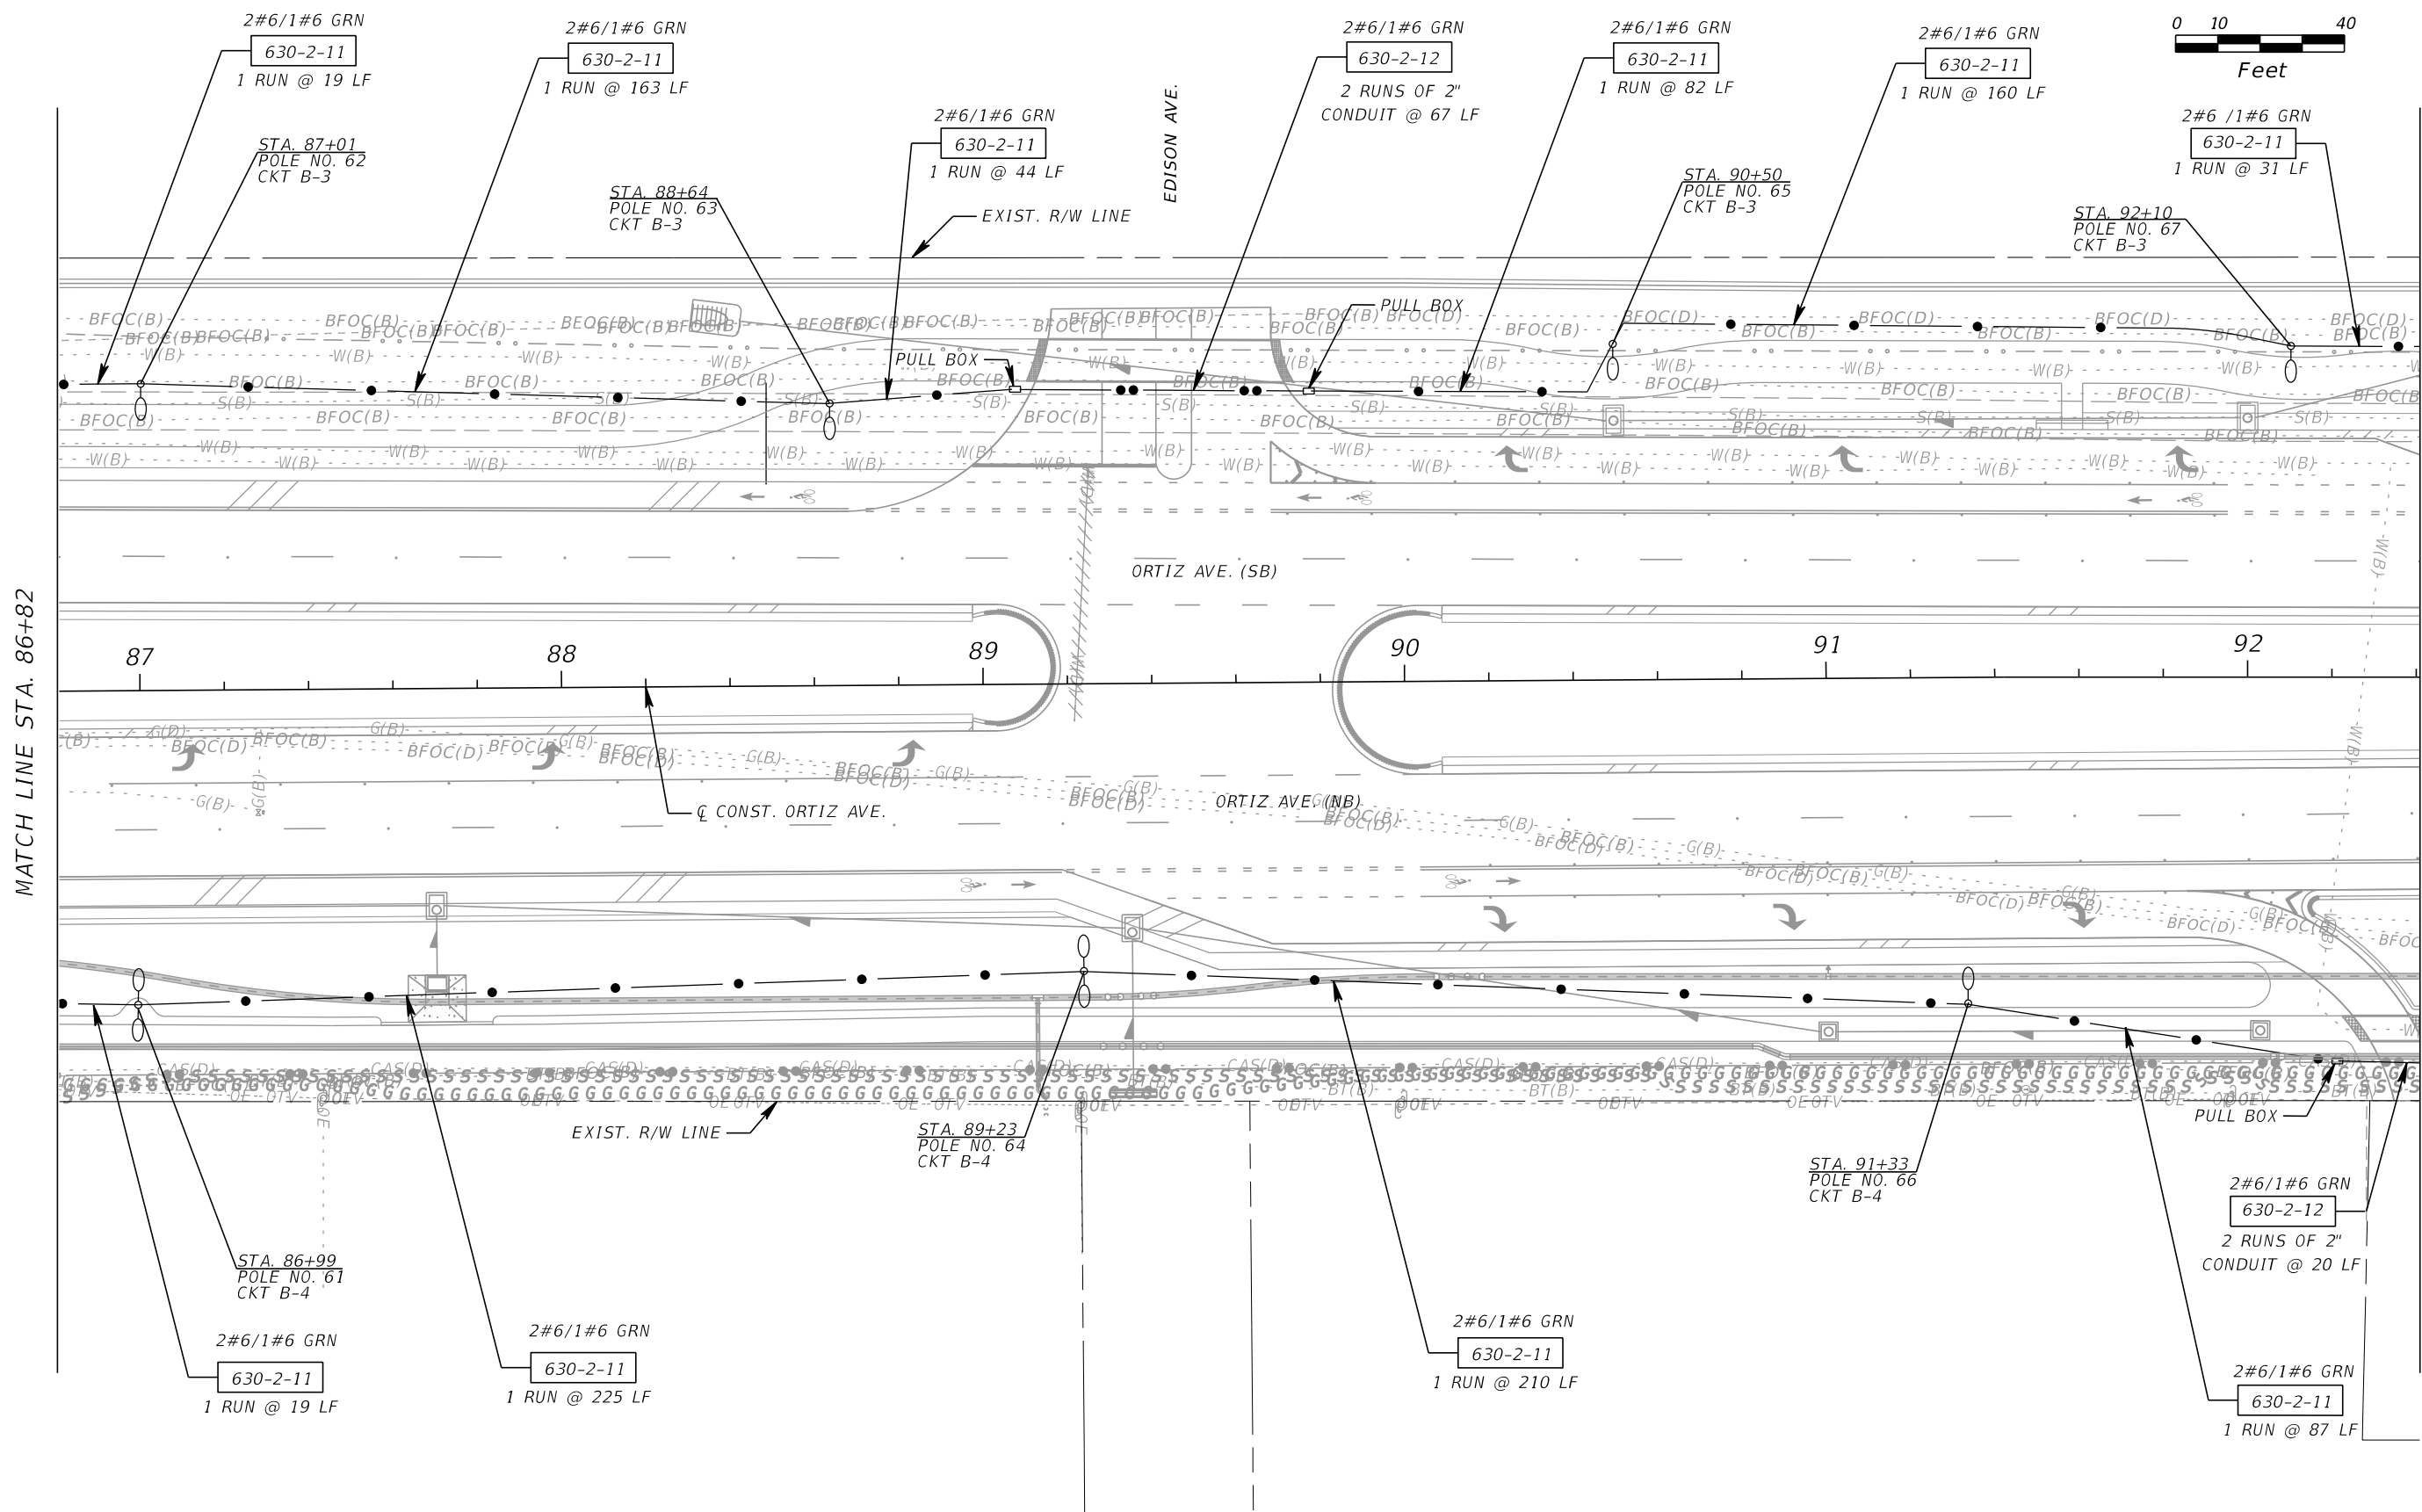 2#6/1#6 GRN
630-2-11
1 RUN @ 19 LF
2#6/1#6 GRN
630-2-11
1 RUN @ 163 LF
2#6/1#6 GRN
630-2-11
1 RUN @ 44 LF
2#6/1#6 GRN
630-2-12
2 RUNS OF 2"
CONDUIT @ 67 LF
2#6/1#6 GRN
630-2-11
1 RUN @ 82 LF
2#6/1#6 GRN
630-2-11
1 RUN @ 160 LF
0 10 40
Feet
2#6 /1#6 GRN
630-2-11
1 RUN @ 31 LF
STA. 87+01
POLE NO. 62
CKT B-3
STA. 88+64
POLE NO. 63
CKT B-3
EXIST. R/W LINE
EDISON AVE.
STA. 90+50
POLE NO. 65
CKT B-3
STA. 92+10
POLE NO. 67
CKT B-3
PULL BOX
PULL BOX
BFOC(B)
BFOC(D)
W(B)
S(B)
ORTIZ AVE. (SB)
MATCH LINE STA. 86+82
87 88 89 90 91 92
G(D)
G(B)
BFOC(D)
BFOC(B)
ORTIZ AVE. (NB)
℄ CONST. ORTIZ AVE.
CAS(D)
BT(B)
OE OTV
EXIST. R/W LINE
STA. 89+23
POLE NO. 64
CKT B-4
STA. 91+33
POLE NO. 66
CKT B-4
PULL BOX
2#6/1#6 GRN
630-2-12
2 RUNS OF 2"
CONDUIT @ 20 LF
STA. 86+99
POLE NO. 61
CKT B-4
2#6/1#6 GRN
630-2-11
1 RUN @ 19 LF
2#6/1#6 GRN
630-2-11
1 RUN @ 225 LF
2#6/1#6 GRN
630-2-11
1 RUN @ 210 LF
2#6/1#6 GRN
630-2-11
1 RUN @ 87 LF